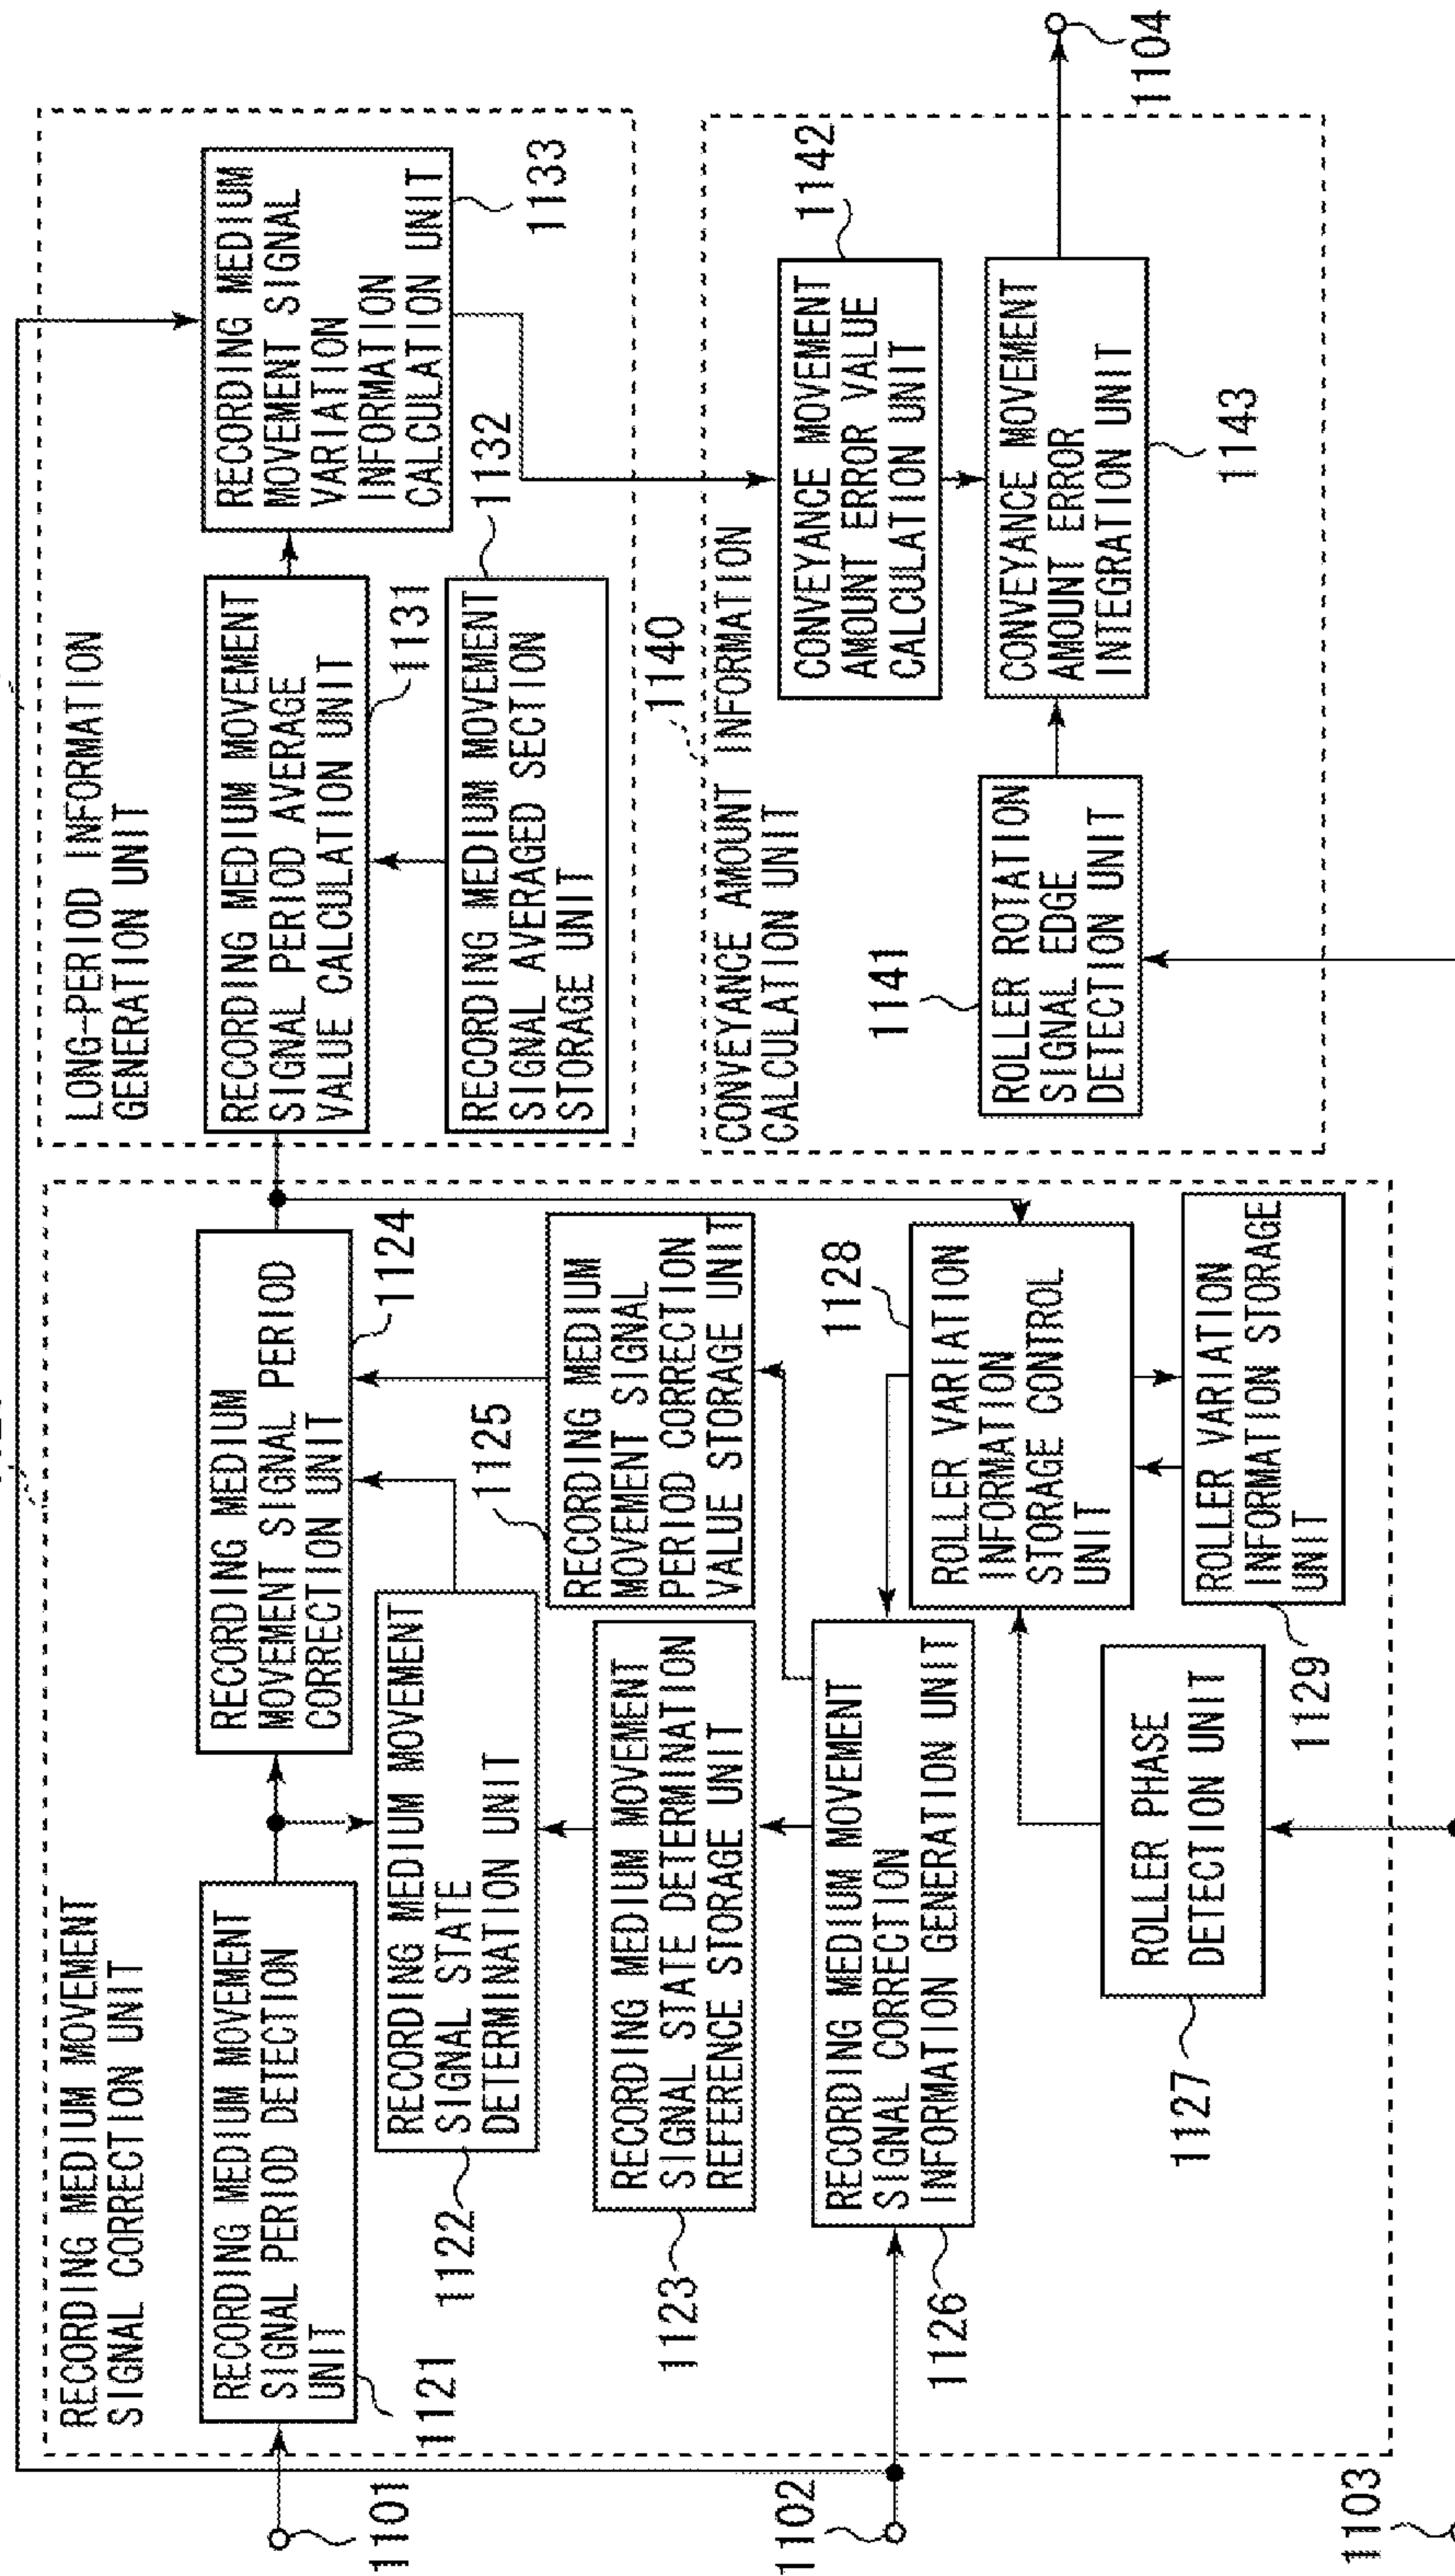 RECORDING MEDIUM MOVEMENT
SIGNAL CORRECTION UNIT
RECORDING MEDIUM MOVEMENT
SIGNAL PERIOD DETECTION
UNIT
1121
1101
RECORDING MEDIUM
MOVEMENT SIGNAL PERIOD
CORRECTION UNIT
1124
RECORDING MEDIUM MOVEMENT
SIGNAL STATE
DETERMINATION UNIT
1122
1125
RECORDING MEDIUM
MOVEMENT SIGNAL
PERIOD CORRECTION
VALUE STORAGE UNIT
RECORDING MEDIUM MOVEMENT
SIGNAL STATE DETERMINATION
REFERENCE STORAGE UNIT
1123
RECORDING MEDIUM MOVEMENT
SIGNAL CORRECTION
INFORMATION GENERATION UNIT
1126
1102
1128
ROLLER VARIATION
INFORMATION
STORAGE CONTROL
UNIT
ROLLER VARIATION
INFORMATION STORAGE
UNIT
1129
ROLLER PHASE
DETECTION UNIT
1127
1103
LONG-PERIOD INFORMATION
GENERATION UNIT
RECORDING MEDIUM MOVEMENT
SIGNAL PERIOD AVERAGE
VALUE CALCULATION UNIT
1131
RECORDING MEDIUM
MOVEMENT SIGNAL
VARIATION
INFORMATION
CALCULATION UNIT
1133
1132
RECORDING MEDIUM MOVEMENT
SIGNAL AVERAGED SECTION
STORAGE UNIT
1140
CONVEYANCE AMOUNT INFORMATION
CALCULATION UNIT
1142
CONVEYANCE MOVEMENT
AMOUNT ERROR VALUE
CALCULATION UNIT
1141
ROLLER ROTATION
SIGNAL EDGE
DETECTION UNIT
CONVEYANCE MOVEMENT
AMOUNT ERROR
INTEGRATION UNIT
1143
1104